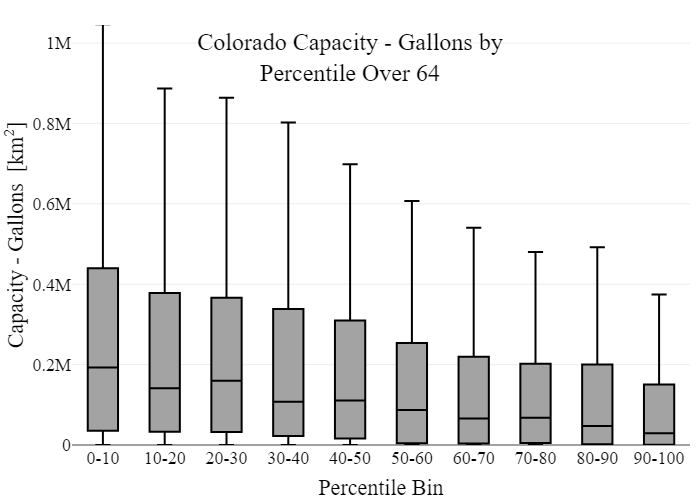 Colorado Capacity - Gallons by
Percentile Over 64
Capacity - Gallons [km²]
1M
0.8M
0.6M
0.4M
0.2M
0
0-10 10-20 20-30 30-40 40-50 50-60 60-70 70-80 80-90 90-100
Percentile Bin